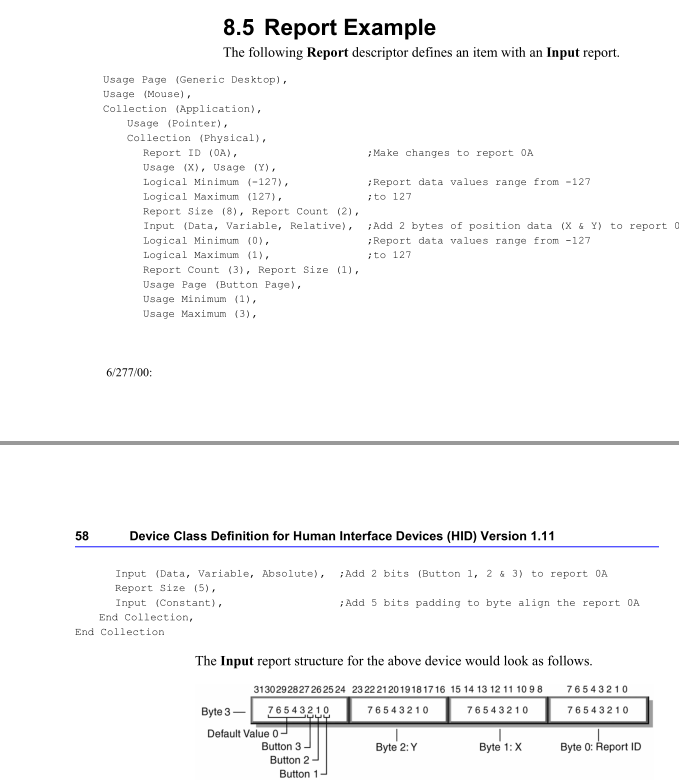 8.5 Report Example
The following Report descriptor defines an item with an Input report.
Usage Page (Generic Desktop),
Usage (Mouse),
Collection (Application),
Usage (Pointer),
Collection (Physical),
Report ID (0A), ;Make changes to report 0A
Usage (X), Usage (Y),
Logical Minimum (-127), ;Report data values range from -127
Logical Maximum (127), ;to 127
Report Size (8), Report Count (2),
Input (Data, Variable, Relative), ;Add 2 bytes of position data (X & Y) to report 0
Logical Minimum (0), ;Report data values range from -127
Logical Maximum (1), ;to 127
Report Count (3), Report Size (1),
Usage Page (Button Page),
Usage Minimum (1),
Usage Maximum (3),
6/277/00:
58 Device Class Definition for Human Interface Devices (HID) Version 1.11
Input (Data, Variable, Absolute), ;Add 2 bits (Button 1, 2 & 3) to report 0A
Report Size (5),
Input (Constant), ;Add 5 bits padding to byte align the report 0A
End Collection,
End Collection
The Input report structure for the above device would look as follows.
31 30 29 28 27 26 25 24 23 22 21 20 19 18 17 16 15 14 13 12 11 10 9 8 7 6 5 4 3 2 1 0
Byte 3 7 6 5 4 3 2 1 0 7 6 5 4 3 2 1 0 7 6 5 4 3 2 1 0 7 6 5 4 3 2 1 0
Default Value 0
Button 3 Byte 2: Y Byte 1: X Byte 0: Report ID
Button 2
Button 1